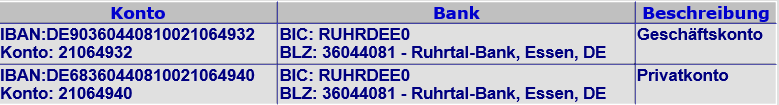 Konto Bank Beschreibung
IBAN:DE90360440810021064932 BIC: RUHRDEE0 Geschäftskonto
Konto: 21064932 BLZ: 36044081 - Ruhrtal-Bank, Essen, DE
IBAN:DE68360440810021064940 BIC: RUHRDEE0 Privatkonto
Konto: 21064940 BLZ: 36044081 - Ruhrtal-Bank, Essen, DE